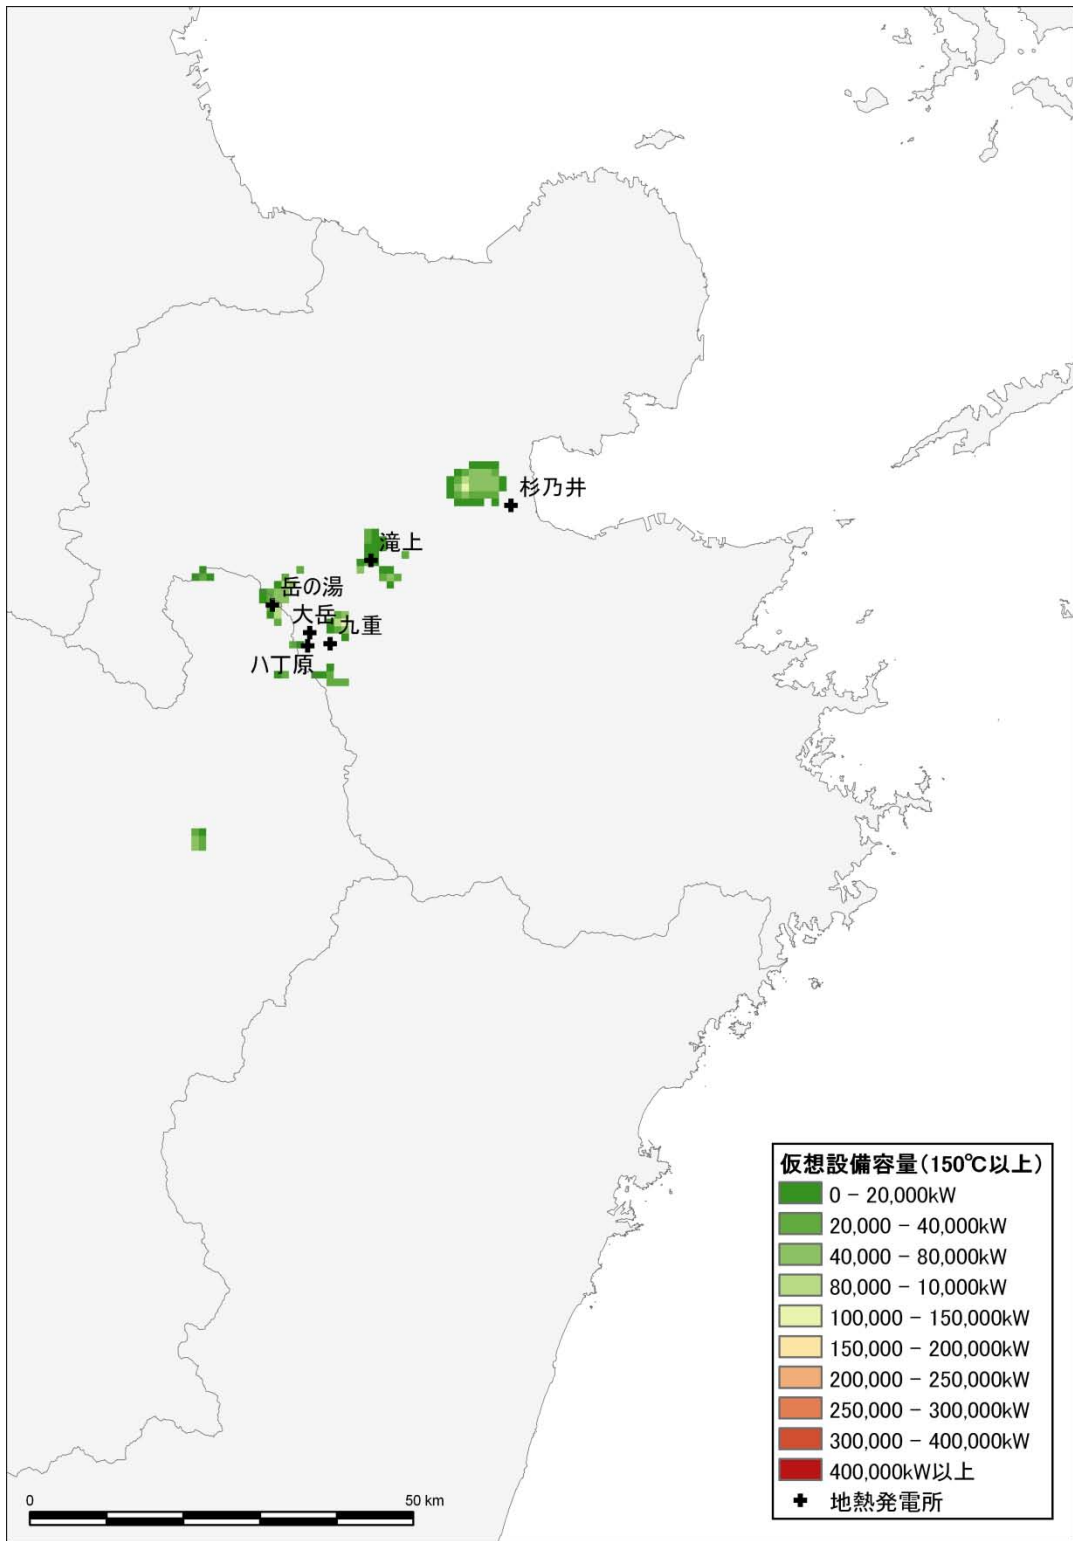 杉乃井
滝上
岳の湯
大岳
九重
八丁原
仮想設備容量(150℃以上)
0 － 20,000kW
20,000 － 40,000kW
40,000 － 80,000kW
80,000 － 10,000kW
100,000 － 150,000kW
150,000 － 200,000kW
200,000 － 250,000kW
250,000 － 300,000kW
300,000 － 400,000kW
400,000kW以上
地熱発電所
0 50 km